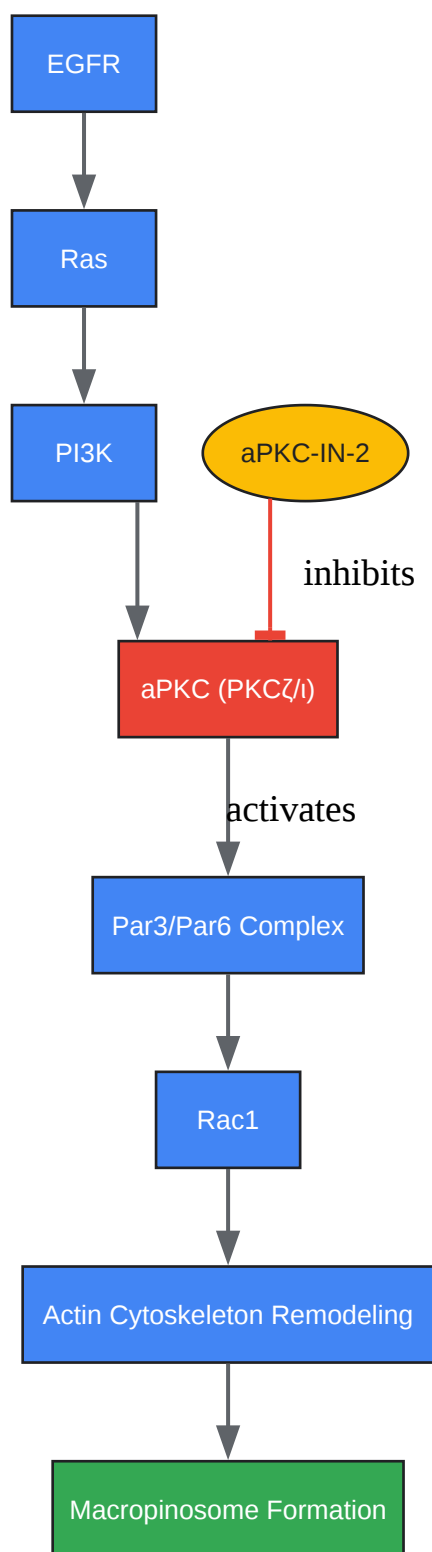 EGFR
Ras
PI3K
aPKC-IN-2
inhibits
aPKC (PKCζ/ι)
activates
Par3/Par6 Complex
Rac1
Actin Cytoskeleton Remodeling
Macropinosome Formation